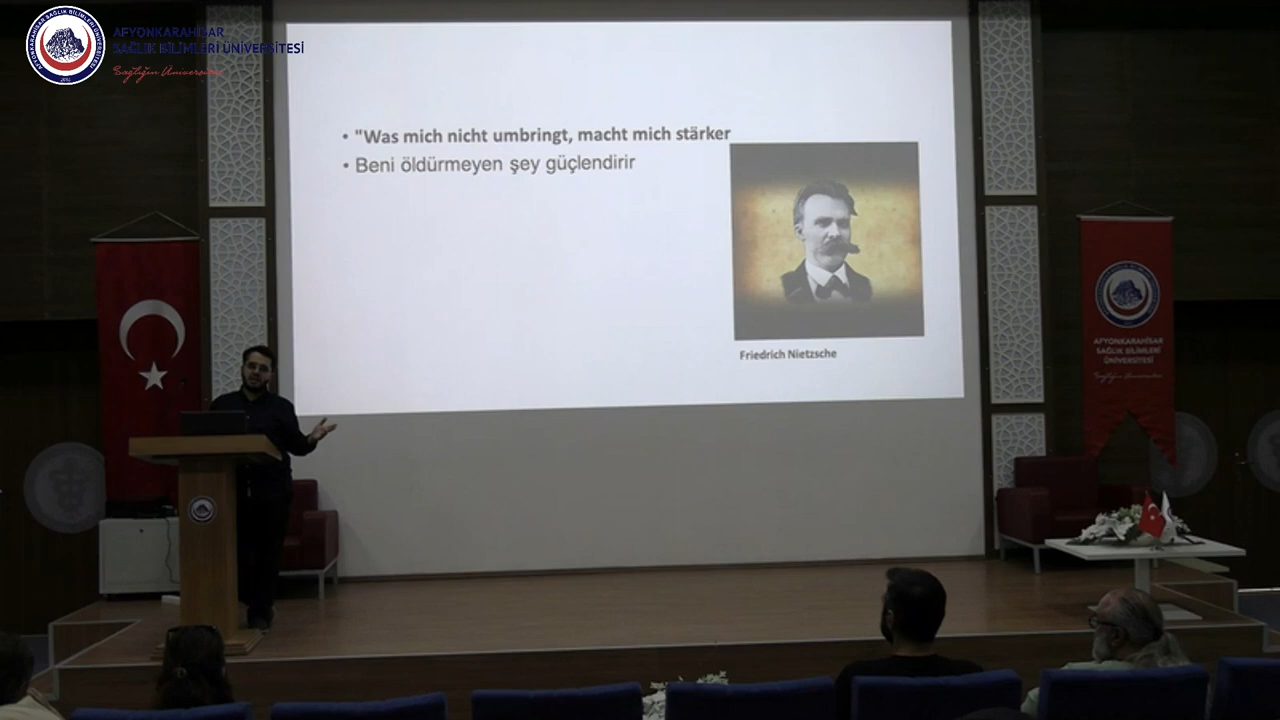 AFYONKARAHİSAR
SAĞLIK BİLİMLERİ ÜNİVERSİTESİ
Sağlığın Üniversitesi
• "Was mich nicht umbringt, macht mich stärker
• Beni öldürmeyen şey güçlendirir
Friedrich Nietzsche
AFYONKARAHİSAR
SAĞLIK BİLİMLERİ
ÜNİVERSİTESİ